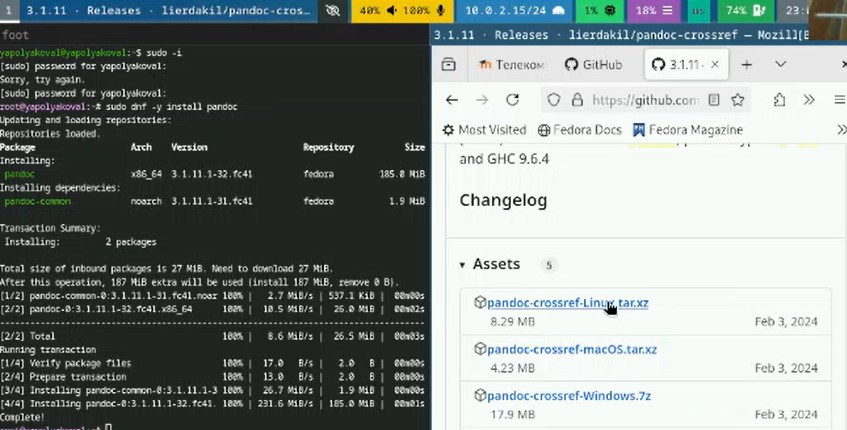 1 3.1.11 · Releases · lierdakil/pandoc-cros… 40% 100% 10.0.2.15/24 1% 18% 74% 23:
foot
yapolyakova@yapolyakova:~$ sudo -i
[sudo] password for yapolyakova:
Sorry, try again.
[sudo] password for yapolyakova:
root@yapolyakova:~# sudo dnf -y install pandoc
Updating and loading repositories:
Repositories loaded.
Package Arch Version Repository Size
Installing:
pandoc x86_64 3.1.11.1-32.fc41 fedora 185.0 MiB
Installing dependencies:
pandoc-common noarch 3.1.11.1-31.fc41 fedora 1.9 MiB
Transaction Summary:
Installing: 2 packages
Total size of inbound packages is 27 MiB. Need to download 27 MiB.
After this operation, 187 MiB extra will be used (install 187 MiB, remove 0 B).
[1/2] pandoc-common-0:3.1.11.1-31.fc41.noar 100% | 2.7 MiB/s | 537.1 KiB | 00m00s
[2/2] pandoc-0:3.1.11.1-32.fc41.x86_64 100% | 10.5 MiB/s | 26.0 MiB | 00m02s
[2/2] Total 100% | 8.6 MiB/s | 26.5 MiB | 00m03s
Running transaction
[1/4] Verify package files 100% | 17.0 B/s | 2.0 B | 00m00s
[2/4] Prepare transaction 100% | 13.0 B/s | 2.0 B | 00m00s
[3/4] Installing pandoc-common-0:3.1.11.1-3 100% | 26.7 MiB/s | 1.9 MiB | 00m00s
[4/4] Installing pandoc-0:3.1.11.1-32.fc41. 100% | 231.6 MiB/s | 185.0 MiB | 00m01s
Complete!
3.1.11 · Releases · lierdakil/pandoc-crossref — Mozill
Телеком GitHub 3.1.11 ·
https://github.com
Most Visited Fedora Docs Fedora Magazine
and GHC 9.6.4
Changelog
Assets 5
pandoc-crossref-Linux.tar.xz
8.29 MB Feb 3, 2024
pandoc-crossref-macOS.tar.xz
4.23 MB Feb 3, 2024
pandoc-crossref-Windows.7z
17.9 MB Feb 3, 2024